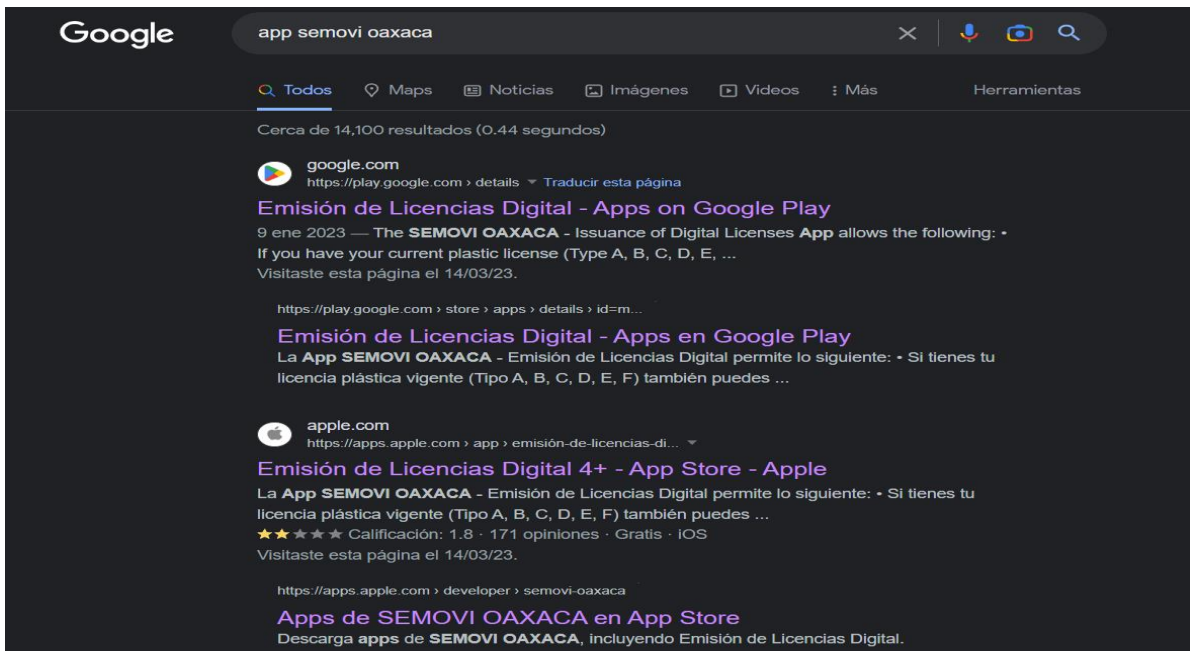 Google
app semovi oaxaca
Todos Maps Noticias Imágenes Videos Más Herramientas
Cerca de 14,100 resultados (0.44 segundos)
google.com
https://play.google.com › details Traducir esta página
Emisión de Licencias Digital - Apps on Google Play
9 ene 2023 — The SEMOVI OAXACA - Issuance of Digital Licenses App allows the following: •
If you have your current plastic license (Type A, B, C, D, E, ...
Visitaste esta página el 14/03/23.
https://play.google.com › store › apps › details › id=m...
Emisión de Licencias Digital - Apps en Google Play
La App SEMOVI OAXACA - Emisión de Licencias Digital permite lo siguiente: • Si tienes tu
licencia plástica vigente (Tipo A, B, C, D, E, F) también puedes ...
apple.com
https://apps.apple.com › app › emisión-de-licencias-di...
Emisión de Licencias Digital 4+ - App Store - Apple
La App SEMOVI OAXACA - Emisión de Licencias Digital permite lo siguiente: • Si tienes tu
licencia plástica vigente (Tipo A, B, C, D, E, F) también puedes ...
Calificación: 1.8 · 171 opiniones · Gratis · iOS
Visitaste esta página el 14/03/23.
https://apps.apple.com › developer › semovi-oaxaca
Apps de SEMOVI OAXACA en App Store
Descarga apps de SEMOVI OAXACA, incluyendo Emisión de Licencias Digital.